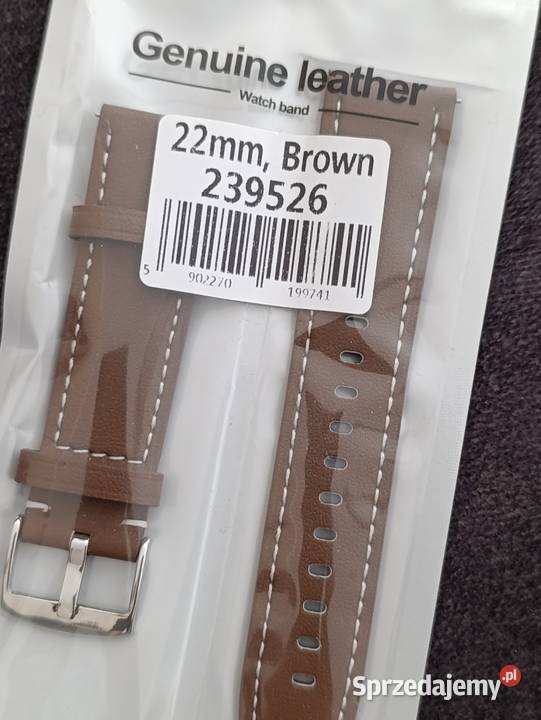 Genuine leather
Watch band
22mm, Brown
239526
5 902270 199741
Sprzedajemy.pl